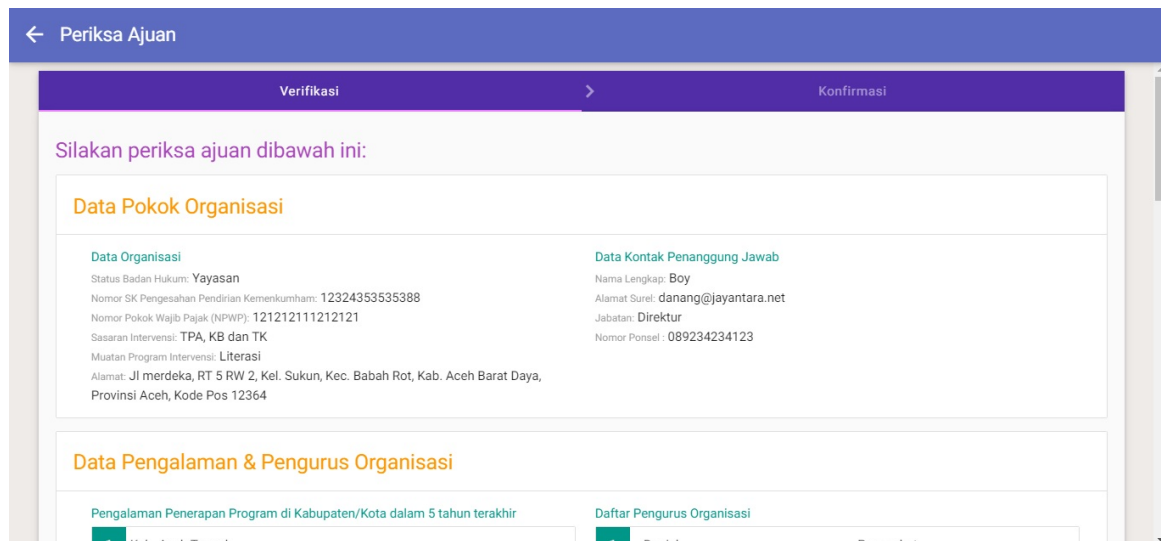 Periksa Ajuan
Verifikasi
Konfirmasi
Silakan periksa ajuan dibawah ini:
Data Pokok Organisasi
Data Organisasi
Status Badan Hukum: Yayasan
Nomor SK Pengesahan Pendirian Kemenkumham: 12324353535388
Nomor Pokok Wajib Pajak (NPWP): 121212111212121
Sasaran Intervensi: TPA, KB dan TK
Muatan Program Intervensi: Literasi
Alamat: Jl merdeka, RT 5 RW 2, Kel. Sukun, Kec. Babah Rot, Kab. Aceh Barat Daya,
Provinsi Aceh, Kode Pos 12364
Data Kontak Penanggung Jawab
Nama Lengkap: Boy
Alamat Surel: danang@jayantara.net
Jabatan: Direktur
Nomor Ponsel : 089234234123
Data Pengalaman & Pengurus Organisasi
Pengalaman Penerapan Program di Kabupaten/Kota dalam 5 tahun terakhir
Daftar Pengurus Organisasi